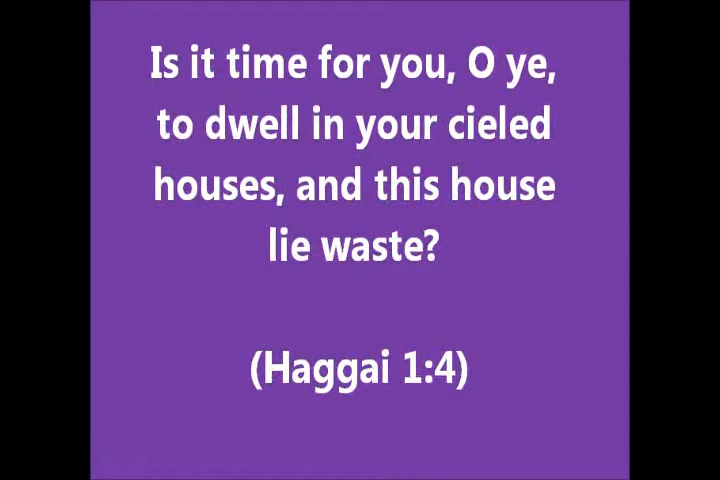 Is it time for you, O ye,
to dwell in your cieled
houses, and this house
lie waste?
(Haggai 1:4)